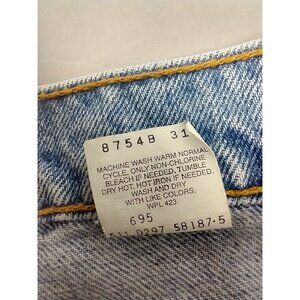 8754B 31
MACHINE WASH WARM NORMAL
CYCLE, ONLY NON-CHLORINE
BLEACH IF NEEDED. TUMBLE
DRY HOT. HOT IRON IF NEEDED.
WASH AND DRY
WITH LIKE COLORS.
WPL 423
695
511 0297 58187-5